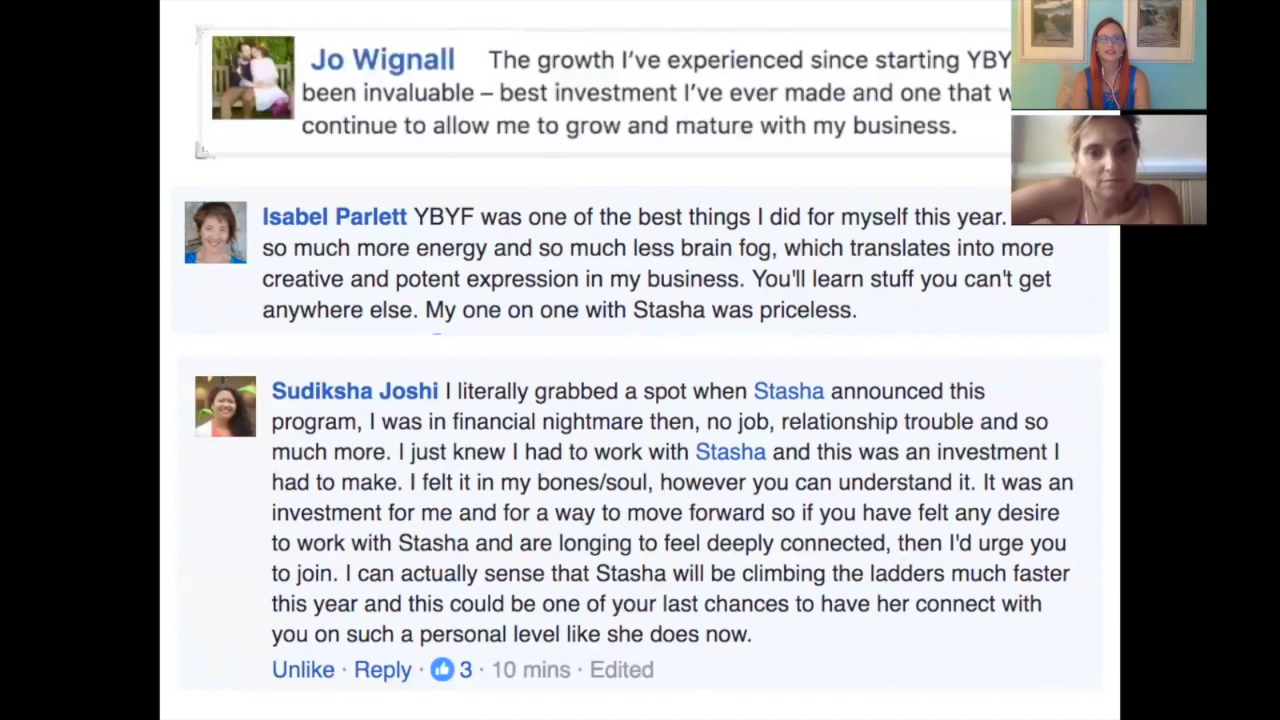 Jo Wignall The growth I've experienced since starting YBY
been invaluable – best investment I've ever made and one that w
continue to allow me to grow and mature with my business.
Isabel Parlett YBYF was one of the best things I did for myself this year.
so much more energy and so much less brain fog, which translates into more
creative and potent expression in my business. You'll learn stuff you can't get
anywhere else. My one on one with Stasha was priceless.
Sudiksha Joshi I literally grabbed a spot when Stasha announced this
program, I was in financial nightmare then, no job, relationship trouble and so
much more. I just knew I had to work with Stasha and this was an investment I
had to make. I felt it in my bones/soul, however you can understand it. It was an
investment for me and for a way to move forward so if you have felt any desire
to work with Stasha and are longing to feel deeply connected, then I'd urge you
to join. I can actually sense that Stasha will be climbing the ladders much faster
this year and this could be one of your last chances to have her connect with
you on such a personal level like she does now.
Unlike · Reply · 3 · 10 mins · Edited